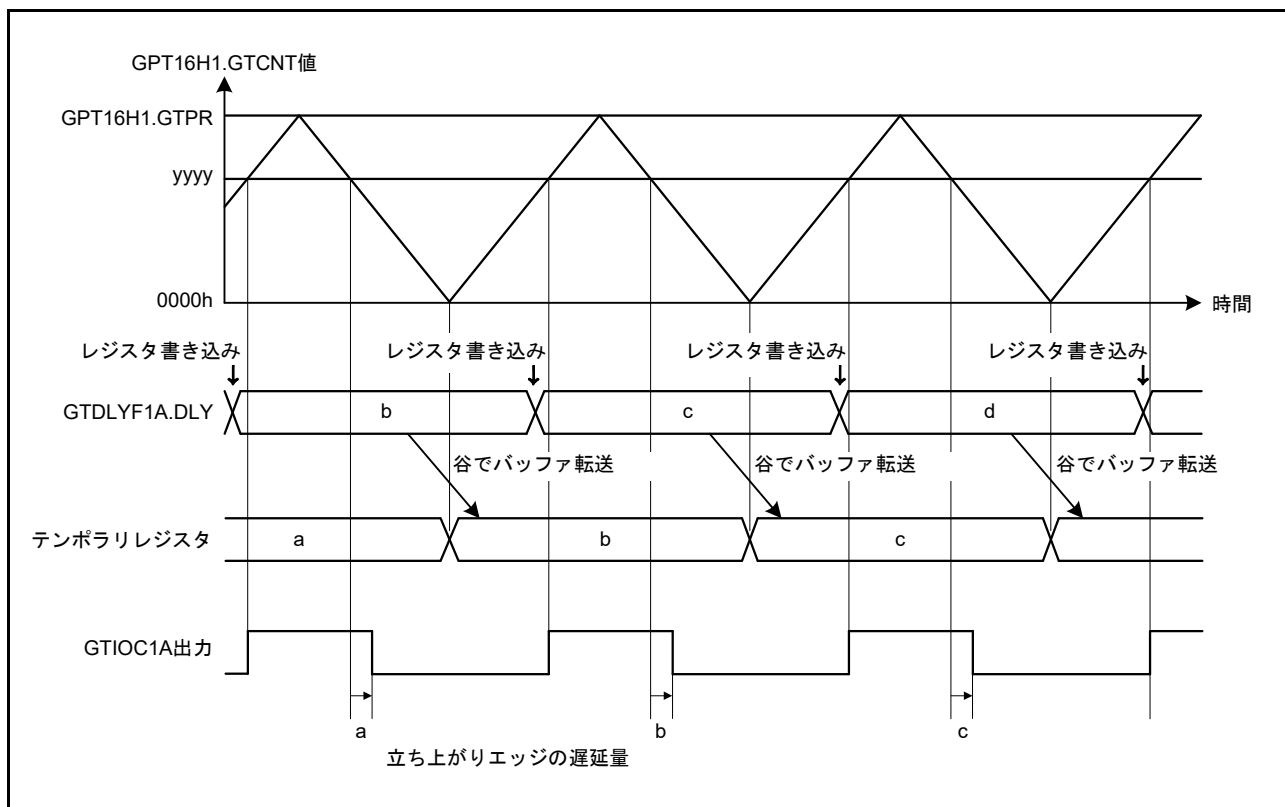 GPT16H1.GTCNT値
GPT16H1.GTPR
yyyy
0000h
時間
レジスタ書き込み レジスタ書き込み レジスタ書き込み レジスタ書き込み
GTDLYF1A.DLY b c d
谷でバッファ転送 谷でバッファ転送 谷でバッファ転送
テンポラリレジスタ a b c
GTIOC1A出力
a b c
立ち上がりエッジの遅延量